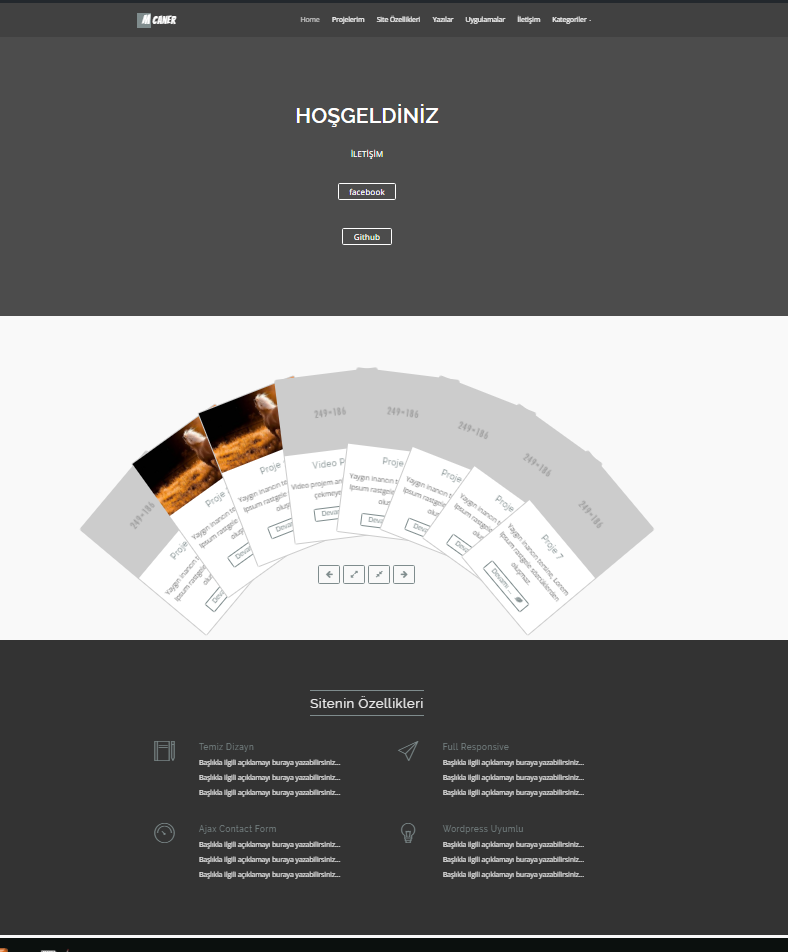 M CANER
Home Projelerim Site Özellikleri Yazılar Uygulamalar İletişim Kategoriler
HOŞGELDİNİZ
İLETİŞİM
facebook
Github
249×186
249×186
249×186
249×186
249×186
249×186
Proje
Proje
Proje
Video P
Proje
Proje
Proje 7
Yaygın inancın tersine, Lorem
Ipsum rastgele sözcüklerden
oluşmaz.
Devamı...
Sitenin Özellikleri
Temiz Dizayn
Başlıkla ilgili açıklamayı buraya yazabilirsiniz...
Başlıkla ilgili açıklamayı buraya yazabilirsiniz...
Başlıkla ilgili açıklamayı buraya yazabilirsiniz...
Full Responsive
Başlıkla ilgili açıklamayı buraya yazabilirsiniz...
Başlıkla ilgili açıklamayı buraya yazabilirsiniz...
Başlıkla ilgili açıklamayı buraya yazabilirsiniz...
Ajax Contact Form
Başlıkla ilgili açıklamayı buraya yazabilirsiniz...
Başlıkla ilgili açıklamayı buraya yazabilirsiniz...
Başlıkla ilgili açıklamayı buraya yazabilirsiniz...
Wordpress Uyumlu
Başlıkla ilgili açıklamayı buraya yazabilirsiniz...
Başlıkla ilgili açıklamayı buraya yazabilirsiniz...
Başlıkla ilgili açıklamayı buraya yazabilirsiniz...